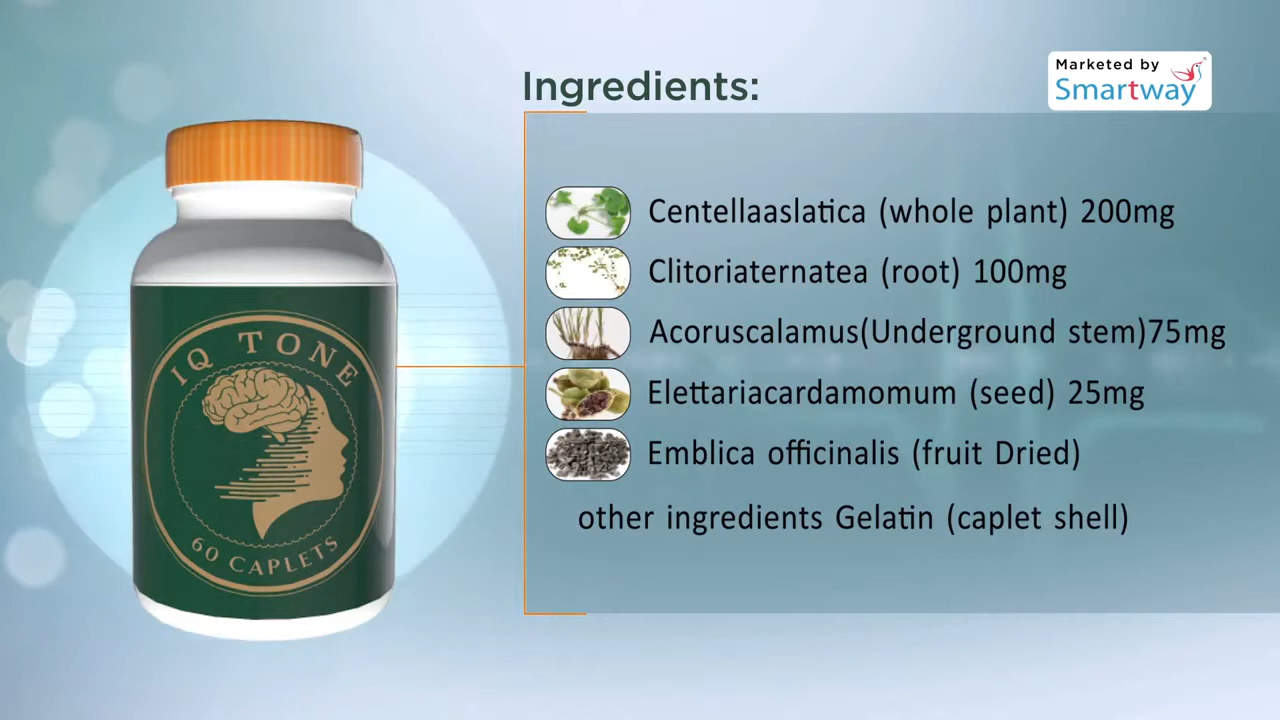 Marketed by
Smartway
Ingredients:
Centellaaslatica (whole plant) 200mg
Clitoriaternatea (root) 100mg
Acoruscalamus(Underground stem)75mg
Elettariacardamomum (seed) 25mg
Emblica officinalis (fruit Dried)
other ingredients Gelatin (caplet shell)
IQ TONE
60 CAPLETS